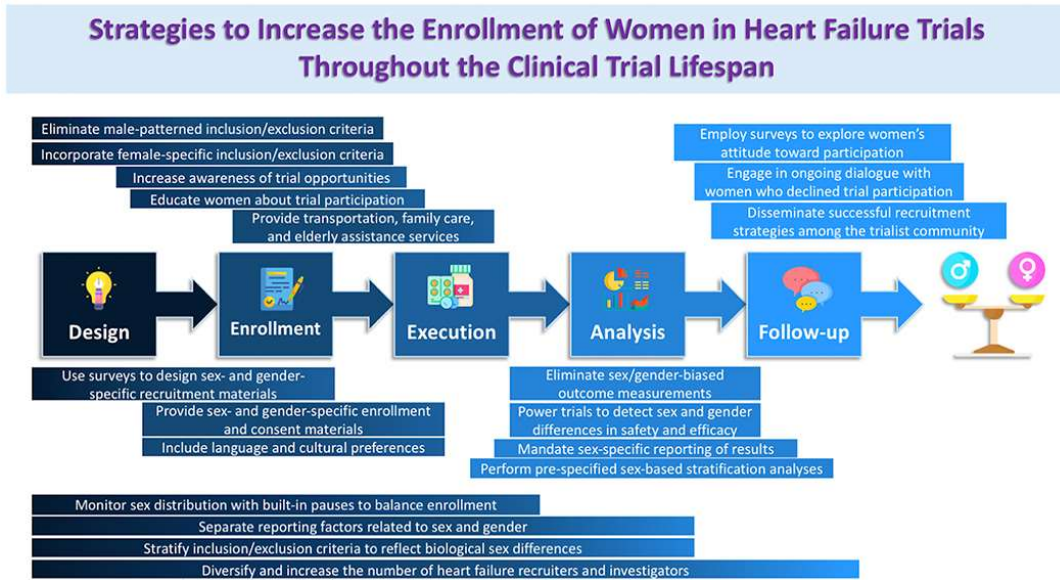 Strategies to Increase the Enrollment of Women in Heart Failure Trials
Throughout the Clinical Trial Lifespan
Eliminate male-patterned inclusion/exclusion criteria
Incorporate female-specific inclusion/exclusion criteria
Increase awareness of trial opportunities
Educate women about trial participation
Provide transportation, family care,
and elderly assistance services
Employ surveys to explore women's
attitude toward participation
Engage in ongoing dialogue with
women who declined trial participation
Disseminate successful recruitment
strategies among the trialist community
Design
Enrollment
Execution
Analysis
Follow-up
Use surveys to design sex- and gender-
specific recruitment materials
Provide sex- and gender-specific enrollment
and consent materials
Include language and cultural preferences
Eliminate sex/gender-biased
outcome measurements
Power trials to detect sex and gender
differences in safety and efficacy
Mandate sex-specific reporting of results
Perform pre-specified sex-based stratification analyses
Monitor sex distribution with built-in pauses to balance enrollment
Separate reporting factors related to sex and gender
Stratify inclusion/exclusion criteria to reflect biological sex differences
Diversify and increase the number of heart failure recruiters and investigators